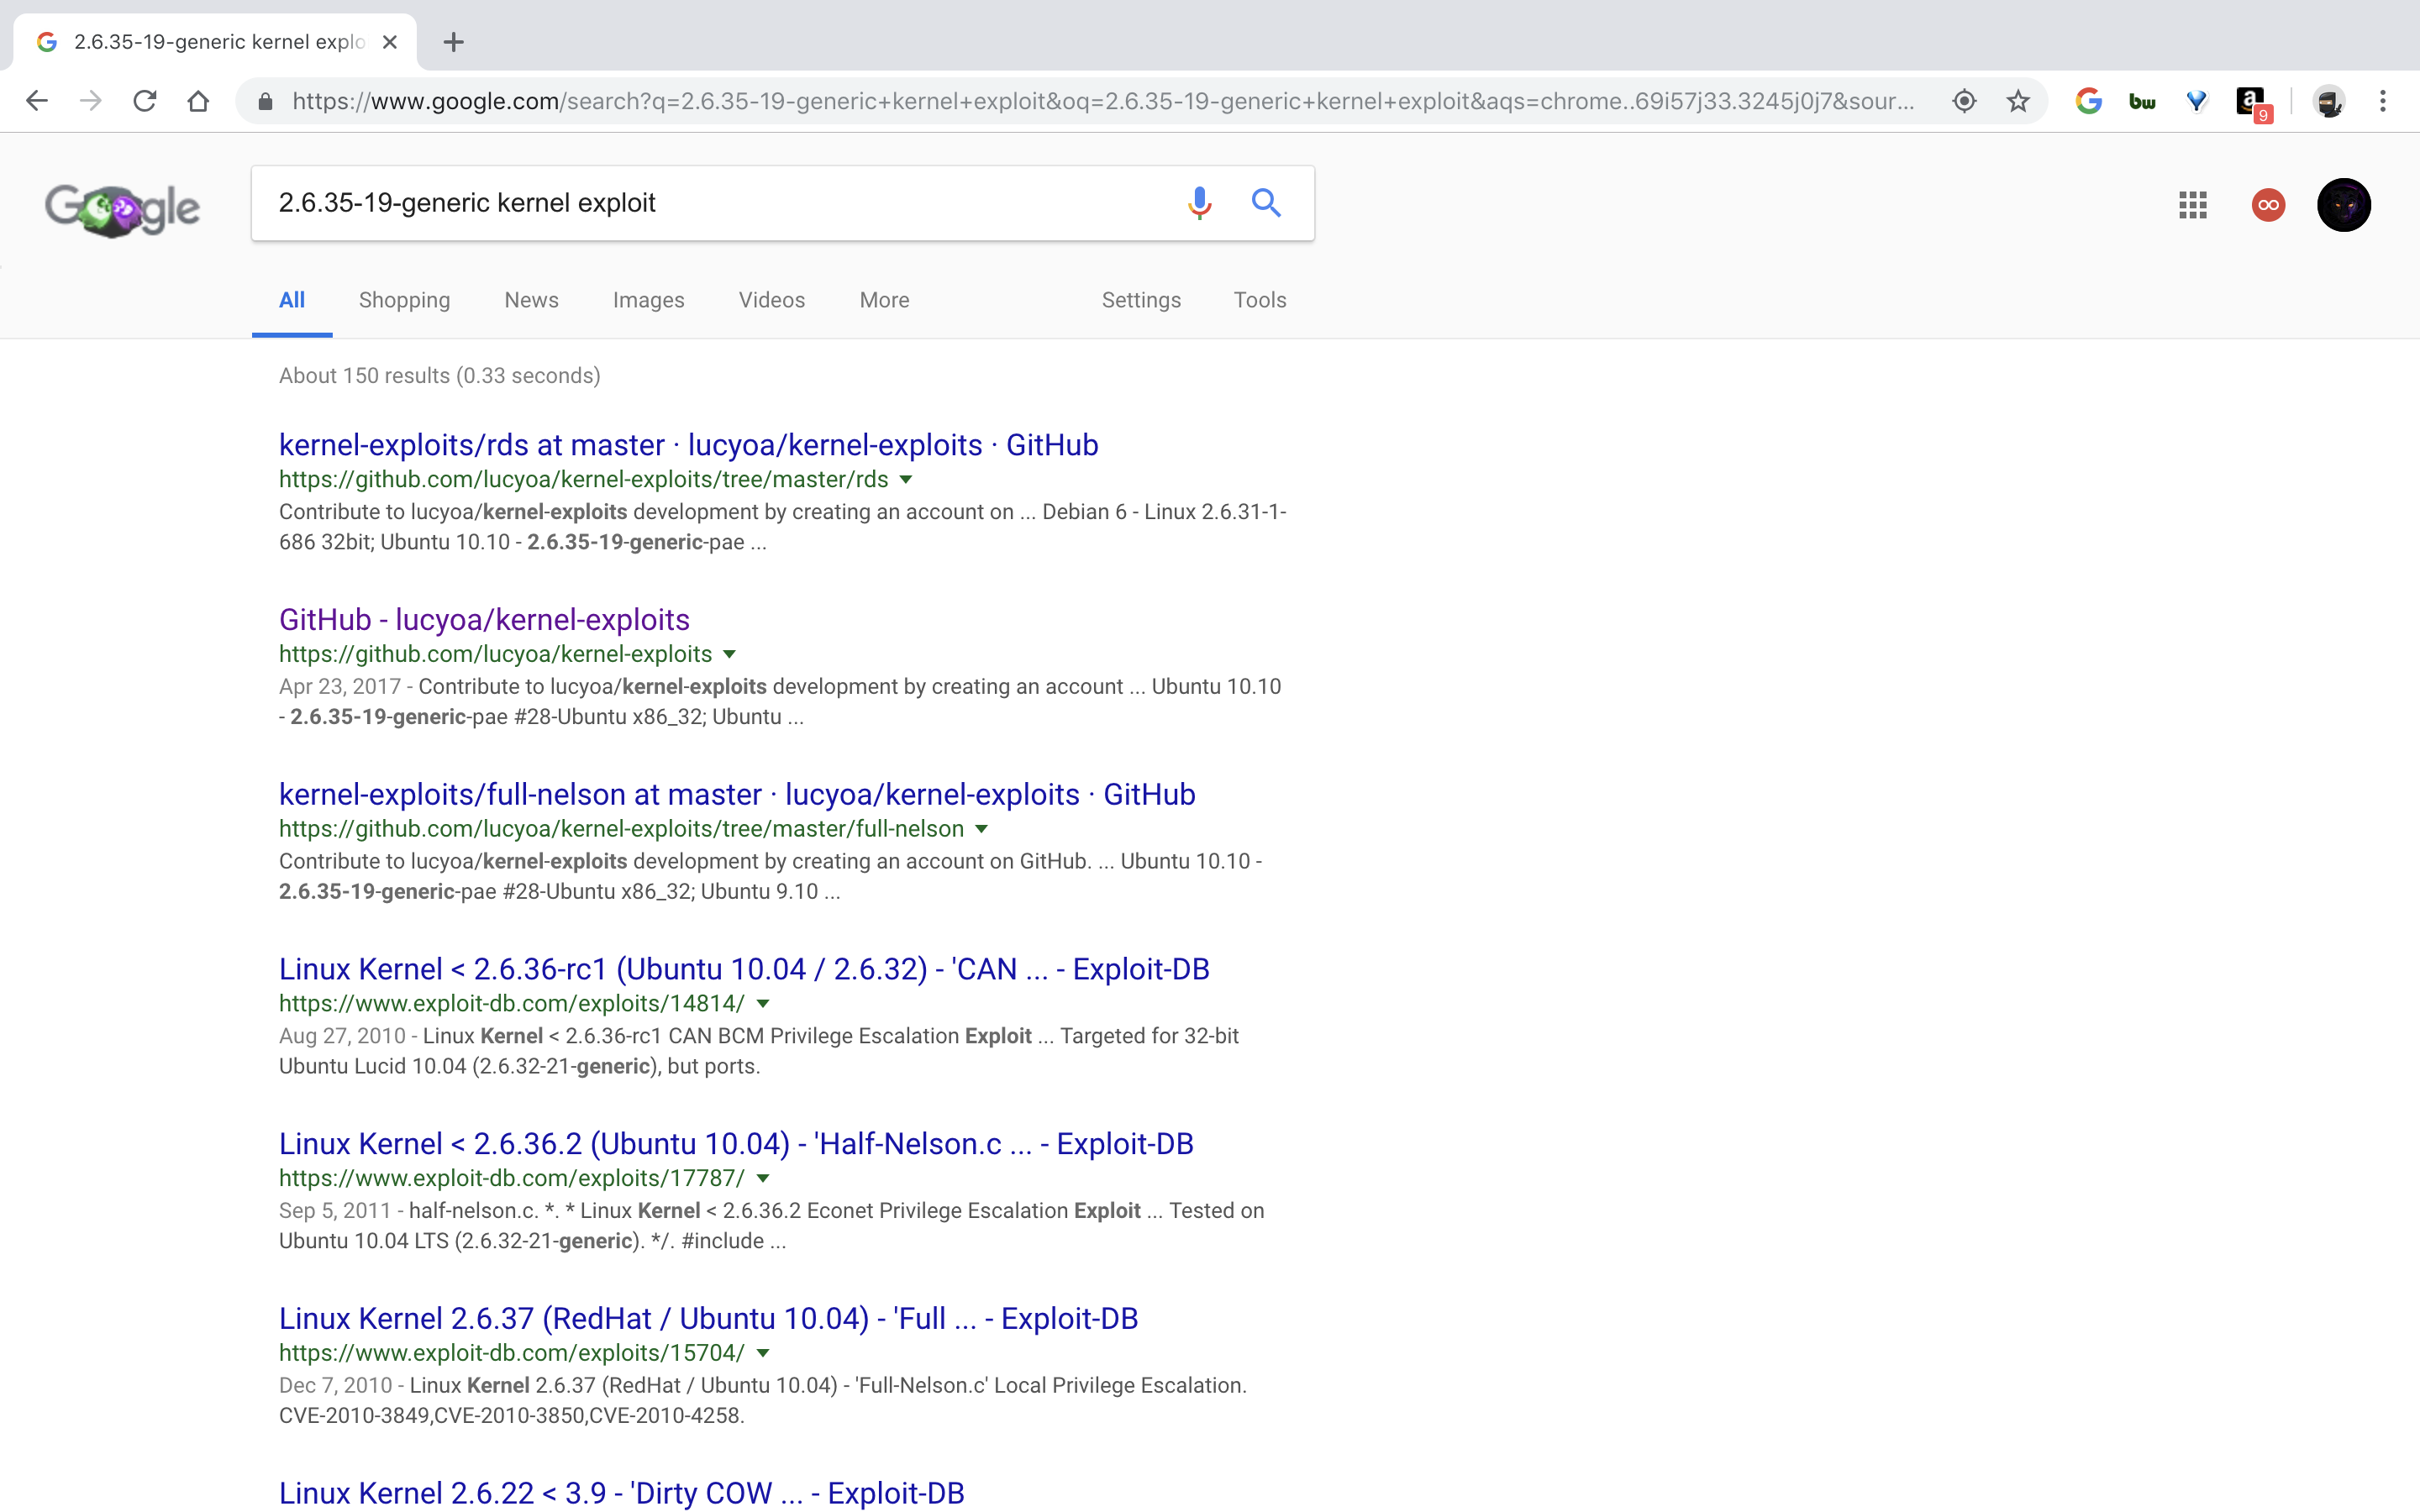 2.6.35-19-generic kernel explo
https://www.google.com/search?q=2.6.35-19-generic+kernel+exploit&oq=2.6.35-19-generic+kernel+exploit&aqs=chrome..69i57j33.3245j0j7&sour...
bw
a
9
Google
2.6.35-19-generic kernel exploit
All Shopping News Images Videos More Settings Tools
About 150 results (0.33 seconds)
kernel-exploits/rds at master · lucyoa/kernel-exploits · GitHub
https://github.com/lucyoa/kernel-exploits/tree/master/rds
Contribute to lucyoa/kernel-exploits development by creating an account on ... Debian 6 - Linux 2.6.31-1-
686 32bit; Ubuntu 10.10 - 2.6.35-19-generic-pae ...
GitHub - lucyoa/kernel-exploits
https://github.com/lucyoa/kernel-exploits
Apr 23, 2017 - Contribute to lucyoa/kernel-exploits development by creating an account ... Ubuntu 10.10
- 2.6.35-19-generic-pae #28-Ubuntu x86_32; Ubuntu ...
kernel-exploits/full-nelson at master · lucyoa/kernel-exploits · GitHub
https://github.com/lucyoa/kernel-exploits/tree/master/full-nelson
Contribute to lucyoa/kernel-exploits development by creating an account on GitHub. ... Ubuntu 10.10 -
2.6.35-19-generic-pae #28-Ubuntu x86_32; Ubuntu 9.10 ...
Linux Kernel < 2.6.36-rc1 (Ubuntu 10.04 / 2.6.32) - 'CAN ... - Exploit-DB
https://www.exploit-db.com/exploits/14814/
Aug 27, 2010 - Linux Kernel < 2.6.36-rc1 CAN BCM Privilege Escalation Exploit ... Targeted for 32-bit
Ubuntu Lucid 10.04 (2.6.32-21-generic), but ports.
Linux Kernel < 2.6.36.2 (Ubuntu 10.04) - 'Half-Nelson.c ... - Exploit-DB
https://www.exploit-db.com/exploits/17787/
Sep 5, 2011 - half-nelson.c. *. * Linux Kernel < 2.6.36.2 Econet Privilege Escalation Exploit ... Tested on
Ubuntu 10.04 LTS (2.6.32-21-generic). */. #include ...
Linux Kernel 2.6.37 (RedHat / Ubuntu 10.04) - 'Full ... - Exploit-DB
https://www.exploit-db.com/exploits/15704/
Dec 7, 2010 - Linux Kernel 2.6.37 (RedHat / Ubuntu 10.04) - 'Full-Nelson.c' Local Privilege Escalation.
CVE-2010-3849,CVE-2010-3850,CVE-2010-4258.
Linux Kernel 2.6.22 < 3.9 - 'Dirty COW ... - Exploit-DB